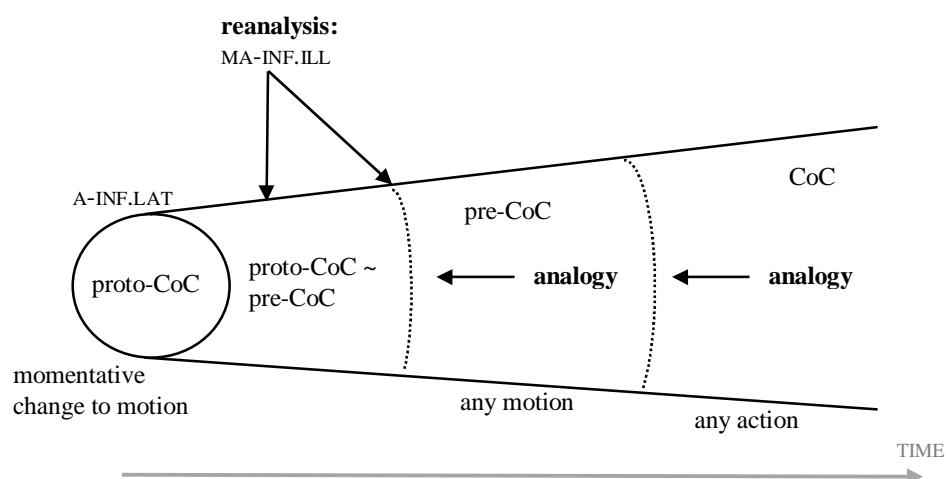 reanalysis:
MA-INF.ILL
CoC
A-INF.LAT
pre-CoC
proto-CoC
proto-CoC ~
pre-CoC
analogy
analogy
momentative
change to motion
any motion
any action
TIME